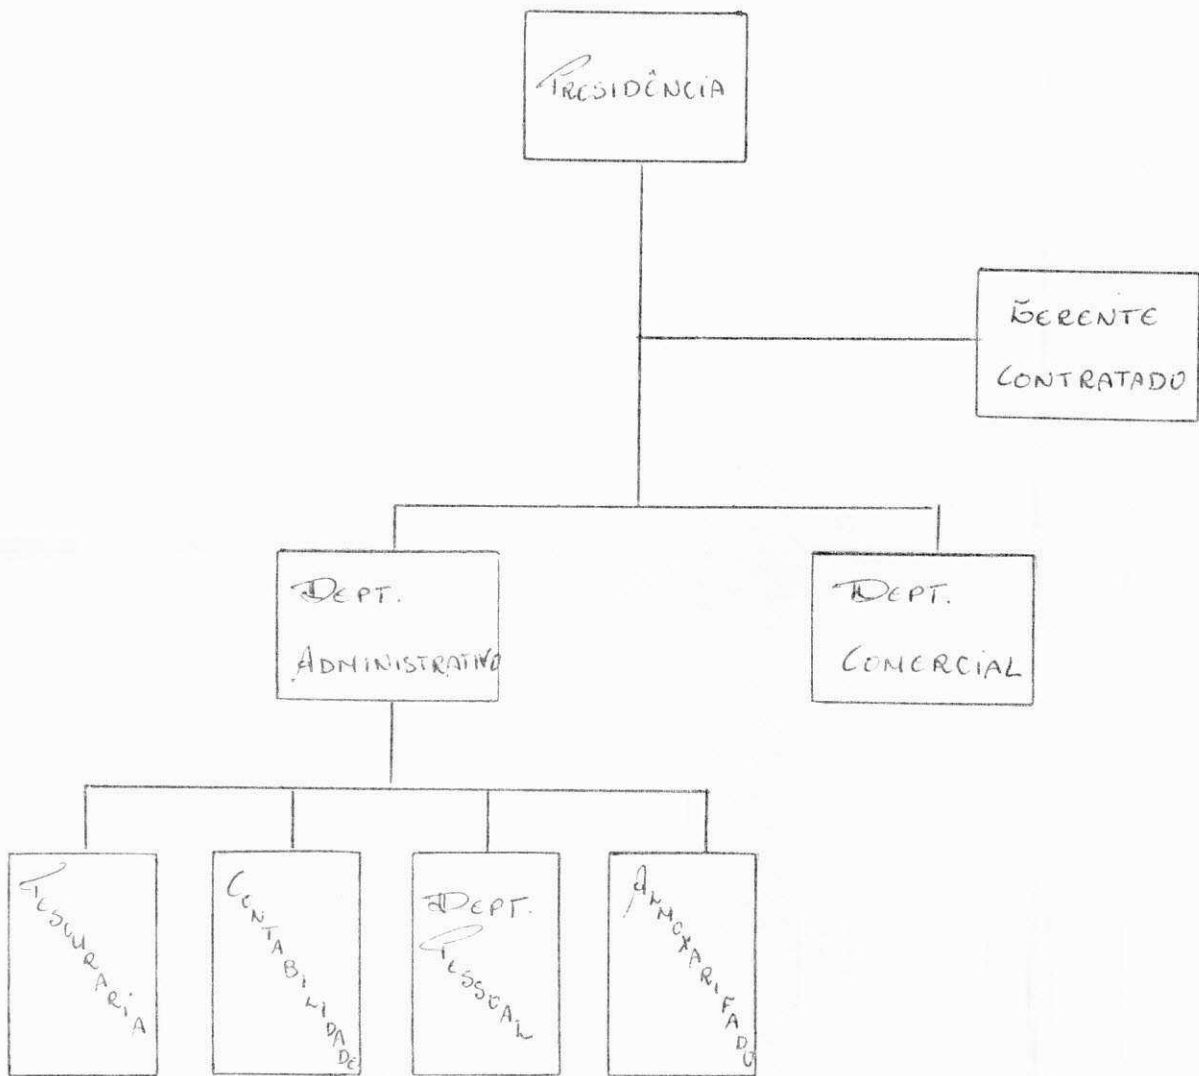 PRESIDÊNCIA
GERENTE
CONTRATADO
DEPT.
ADMINISTRATIVO
DEPT.
COMERCIAL
TESOURARIA
CONTABILIDADE
DEPT.
PESSOAL
ALMOXARIFADO